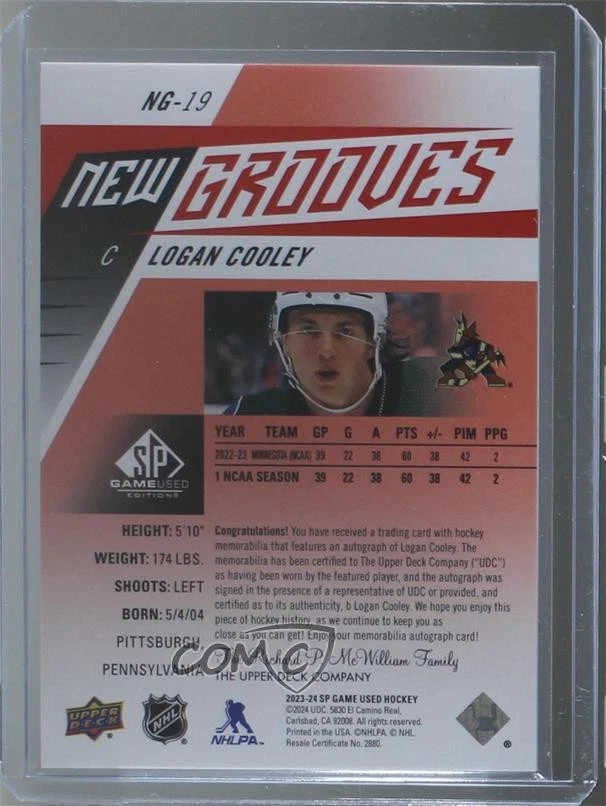 NG-19
NEW GROOVES
C LOGAN COOLEY
YEAR TEAM GP G A PTS +/- PIM PPG
2022-23 MINNESOTA (NCAA) 39 22 38 60 38 42 2
1 NCAA SEASON 39 22 38 60 38 42 2
SP
GAMEUSED
EDITION®
HEIGHT: 5'10"
WEIGHT: 174 LBS.
SHOOTS: LEFT
BORN: 5/4/04
PITTSBURGH,
PENNSYLVANIA
Congratulations! You have received a trading card with hockey
memorabilia that features an autograph of Logan Cooley. The
memorabilia has been certified to The Upper Deck Company ("UDC")
as having been worn by the featured player, and the autograph was
signed in the presence of a representative of UDC or provided, and
certified as to its authenticity, b Logan Cooley. We hope you enjoy this
piece of hockey history, as we continue to keep you as
close as you can get! Enjoy your memorabilia autograph card!
The Richard P. McWilliam Family
THE UPPER DECK COMPANY
COMC
2023-24 SP GAME USED HOCKEY
©2024 UDC. 5830 El Camino Real,
Carlsbad, CA 92008. All rights reserved.
Printed in the USA. ©NHLPA. © NHL.
Resale Certificate No. 2880.
UPPER
DECK
NHL
NHLPA™
®